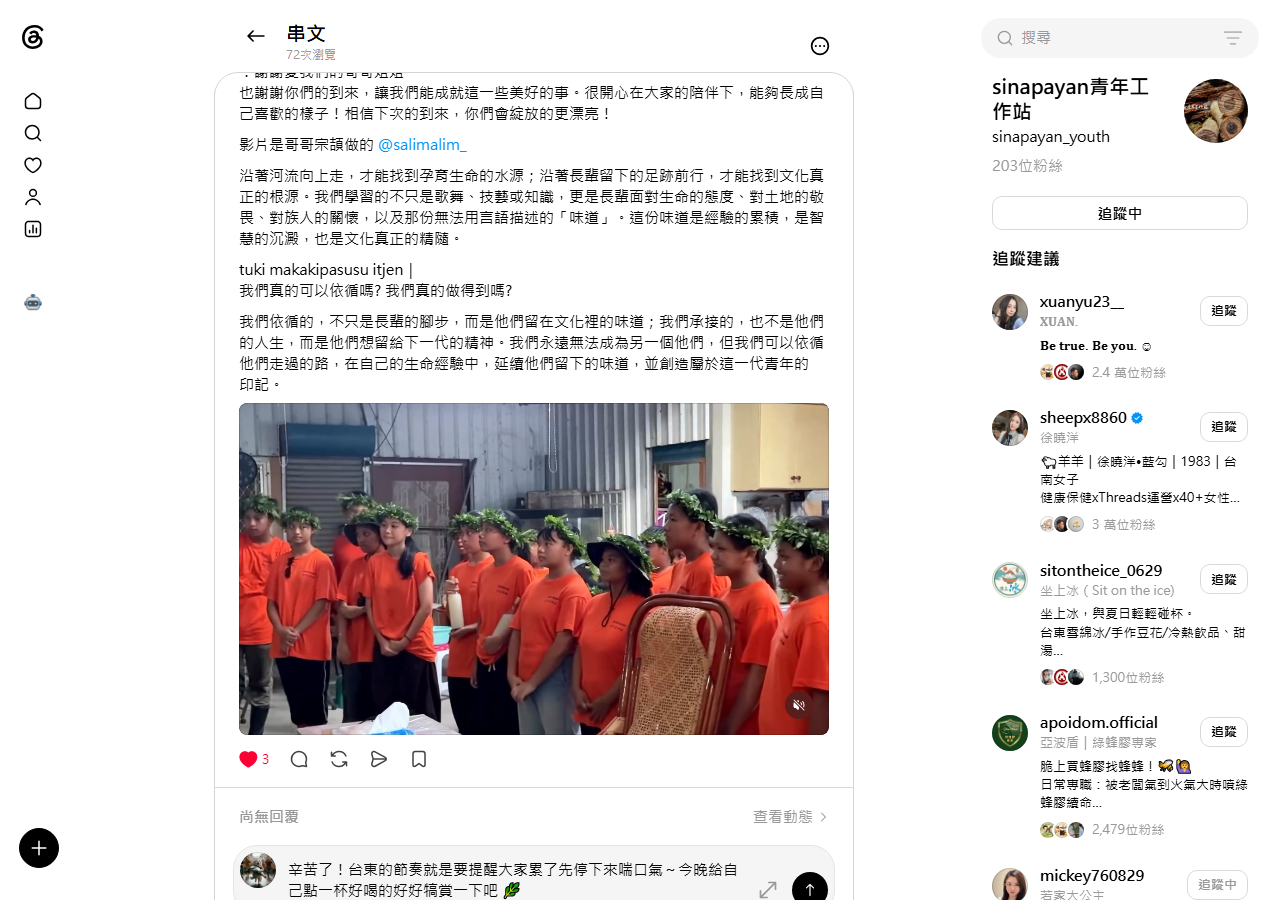 串文
72次瀏覽
也謝謝你們的到來，讓我們能成就這一些美好的事。很開心在大家的陪伴下，能夠長成自
己喜歡的樣子！相信下次的到來，你們會綻放的更漂亮！
影片是哥哥宗頡做的 @salimalim_
沿著河流向上走，才能找到孕育生命的水源；沿著長輩留下的足跡前行，才能找到文化真
正的根源。我們學習的不只是歌舞、技藝或知識，更是長輩面對生命的態度、對土地的敬
畏、對族人的關懷，以及那份無法用言語描述的「味道」。這份味道是經驗的累積，是智
慧的沉澱，也是文化真正的精隨。
tuki makakipasusu itjen |
我們真的可以依循嗎? 我們真的做得到嗎?
我們依循的，不只是長輩的腳步，而是他們留在文化裡的味道；我們承接的，也不是他們
的人生，而是他們想留給下一代的精神。我們永遠無法成為另一個他們，但我們可以依循
他們走過的路，在自己的生命經驗中，延續他們留下的味道，並創造屬於這一代青年的
印記。
3
尚無回覆
查看動態
辛苦了！台東的節奏就是要提醒大家累了先停下來喘口氣～今晚給自
己點一杯好喝的好好犒賞一下吧 🌿
搜尋
sinapayan青年工
作站
sinapayan_youth
203位粉絲
追蹤中
追蹤建議
xuanyu23__
追蹤
XUAN.
Be true. Be you. ☺
2.4 萬位粉絲
sheepx8860
追蹤
徐曉洋
🐑羊羊 | 徐曉洋•藍勾 | 1983 | 台
南女子
健康保健xThreads運營x40+女性...
3 萬位粉絲
sitontheice_0629
追蹤
坐上冰 ( Sit on the ice)
坐上冰，與夏日輕輕碰杯。
台東雪綿冰/手作豆花/冷熱飲品、甜
湯...
1,300位粉絲
apoidom.official
追蹤
亞波盾 | 綠蜂膠專家
脆上買蜂膠找蜂蜂！🐝🙋
日常專職：被老闆氣到火氣大時噴綠
蜂膠續命...
2,479位粉絲
mickey760829
追蹤中
若家大公主